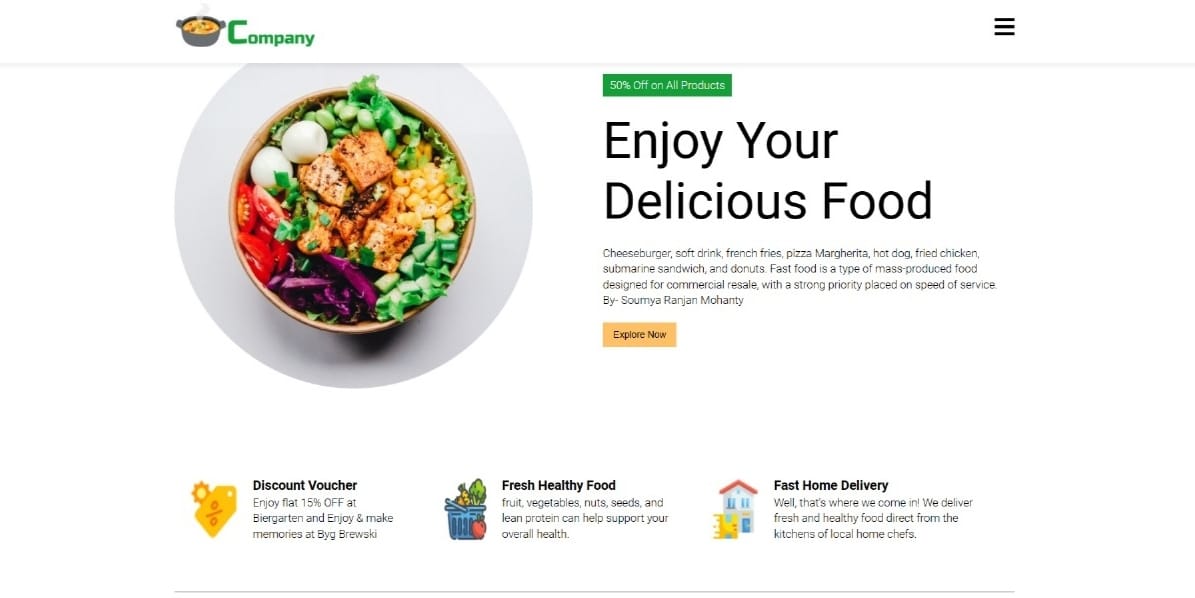 Company
50% Off on All Products
Enjoy Your
Delicious Food
Cheeseburger, soft drink, french fries, pizza Margherita, hot dog, fried chicken,
submarine sandwich, and donuts. Fast food is a type of mass-produced food
designed for commercial resale, with a strong priority placed on speed of service.
By- Soumya Ranjan Mohanty
Explore Now
Discount Voucher
Enjoy flat 15% OFF at
Biergarten and Enjoy & make
memories at Byg Brewski
Fresh Healthy Food
fruit, vegetables, nuts, seeds, and
lean protein can help support your
overall health.
Fast Home Delivery
Well, that's where we come in! We deliver
fresh and healthy food direct from the
kitchens of local home chefs.